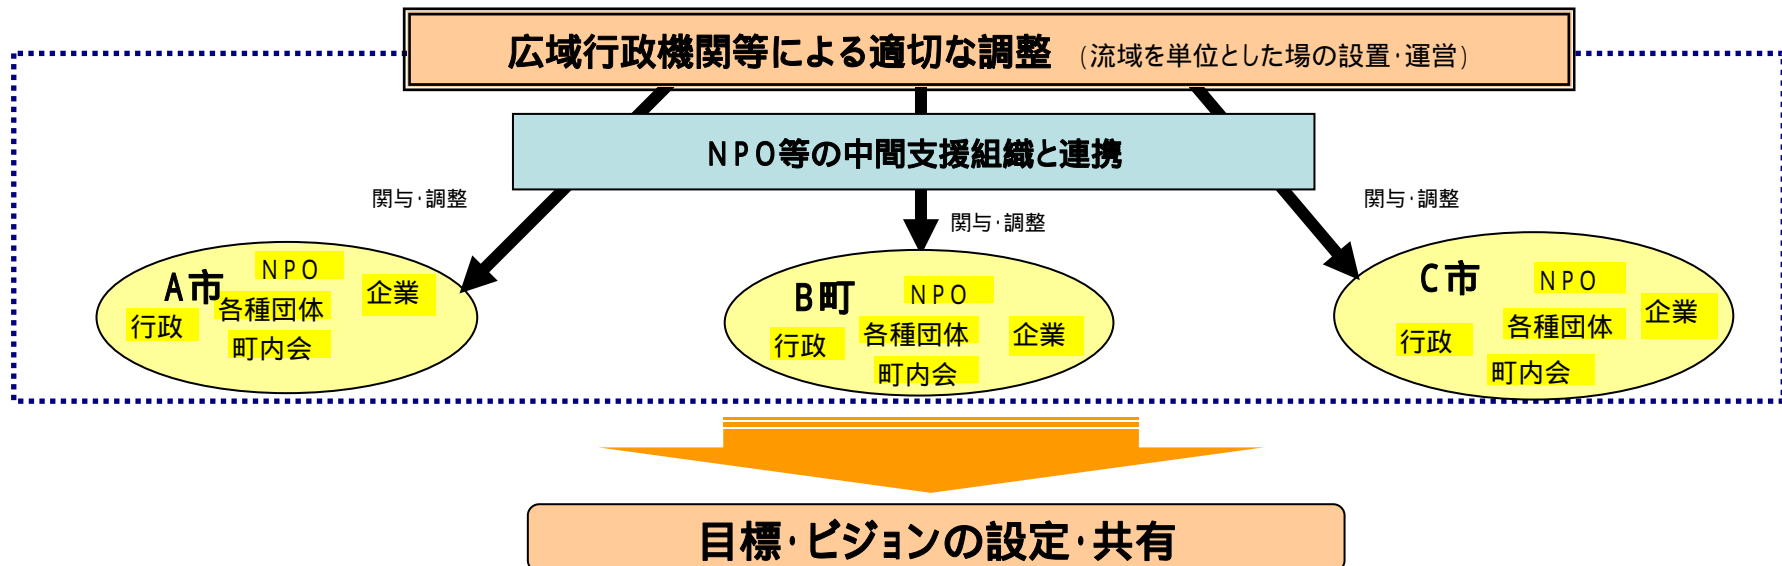 広域行政機関等による適切な調整 (流域を単位とした場の設置･運営)
NPO等の中間支援組織と連携
関与･調整
関与･調整
関与･調整
A市
NPO
企業
各種団体
行政
町内会
B町
NPO
各種団体
企業
行政
町内会
C市
NPO
企業
各種団体
行政
町内会
目標･ビジョンの設定･共有